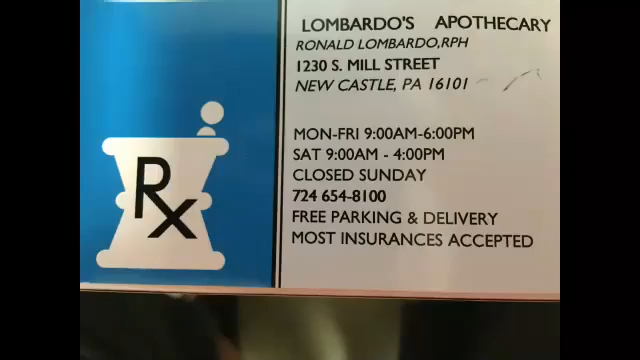 LOMBARDO'S APOTHECARY
RONALD LOMBARDO,RPH
1230 S. MILL STREET
NEW CASTLE, PA 16101
MON-FRI 9:00AM-6:00PM
SAT 9:00AM - 4:00PM
CLOSED SUNDAY
724 654-8100
FREE PARKING & DELIVERY
MOST INSURANCES ACCEPTED
Rx